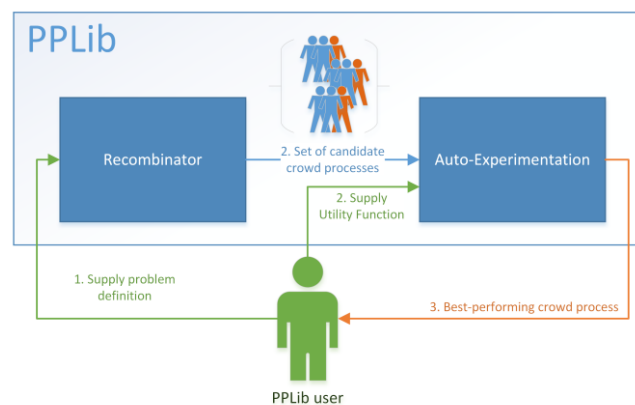 PPLib
Recombinator
2. Set of candidate
crowd processes
Auto-Experimentation
2. Supply
Utility Function
1. Supply problem
definition
3. Best-performing crowd process
PPLib user